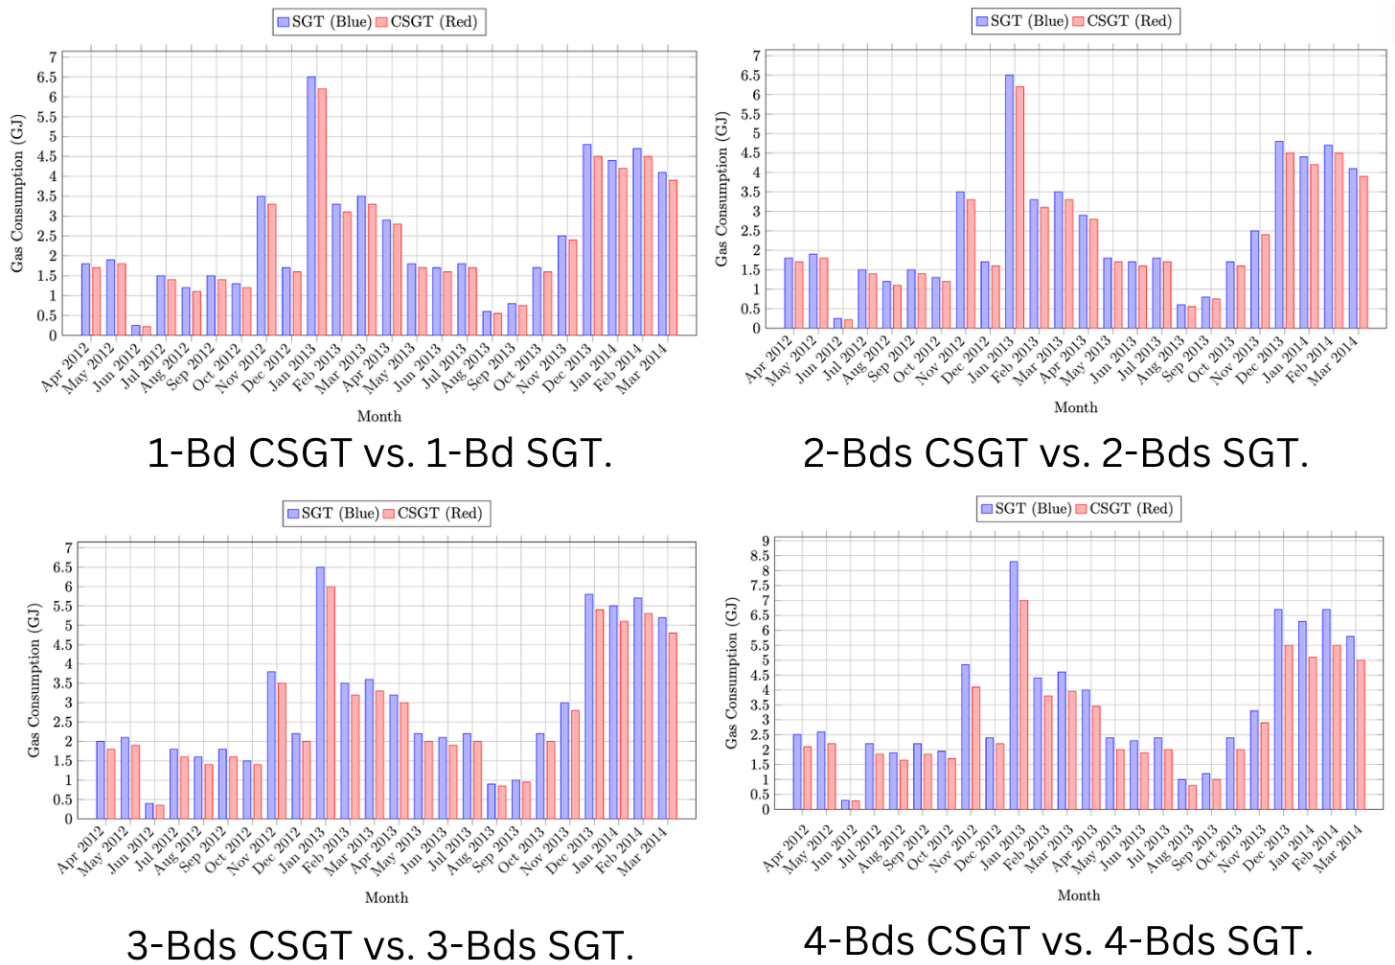 SGT (Blue) CSGT (Red)
7
6.5
6
5.5
5
4.5
4
3.5
3
2.5
2
1.5
1
0.5
0
Gas Consumption (GJ)
Apr 2012
May 2012
Jun 2012
Jul 2012
Aug 2012
Sep 2012
Oct 2012
Nov 2012
Dec 2012
Jan 2013
Feb 2013
Mar 2013
Apr 2013
May 2013
Jun 2013
Jul 2013
Aug 2013
Sep 2013
Oct 2013
Nov 2013
Dec 2013
Jan 2014
Feb 2014
Mar 2014
Month
1-Bd CSGT vs. 1-Bd SGT.
SGT (Blue) CSGT (Red)
7
6.5
6
5.5
5
4.5
4
3.5
3
2.5
2
1.5
1
0.5
0
Gas Consumption (GJ)
Apr 2012
May 2012
Jun 2012
Jul 2012
Aug 2012
Sep 2012
Oct 2012
Nov 2012
Dec 2012
Jan 2013
Feb 2013
Mar 2013
Apr 2013
May 2013
Jun 2013
Jul 2013
Aug 2013
Sep 2013
Oct 2013
Nov 2013
Dec 2013
Jan 2014
Feb 2014
Mar 2014
Month
2-Bds CSGT vs. 2-Bds SGT.
SGT (Blue) CSGT (Red)
7
6.5
6
5.5
5
4.5
4
3.5
3
2.5
2
1.5
1
0.5
0
Gas Consumption (GJ)
Apr 2012
May 2012
Jun 2012
Jul 2012
Aug 2012
Sep 2012
Oct 2012
Nov 2012
Dec 2012
Jan 2013
Feb 2013
Mar 2013
Apr 2013
May 2013
Jun 2013
Jul 2013
Aug 2013
Sep 2013
Oct 2013
Nov 2013
Dec 2013
Jan 2014
Feb 2014
Mar 2014
Month
3-Bds CSGT vs. 3-Bds SGT.
SGT (Blue) CSGT (Red)
9
8.5
8
7.5
7
6.5
6
5.5
5
4.5
4
3.5
3
2.5
2
1.5
1
0.5
0
Gas Consumption (GJ)
Apr 2012
May 2012
Jun 2012
Jul 2012
Aug 2012
Sep 2012
Oct 2012
Nov 2012
Dec 2012
Jan 2013
Feb 2013
Mar 2013
Apr 2013
May 2013
Jun 2013
Jul 2013
Aug 2013
Sep 2013
Oct 2013
Nov 2013
Dec 2013
Jan 2014
Feb 2014
Mar 2014
Month
4-Bds CSGT vs. 4-Bds SGT.